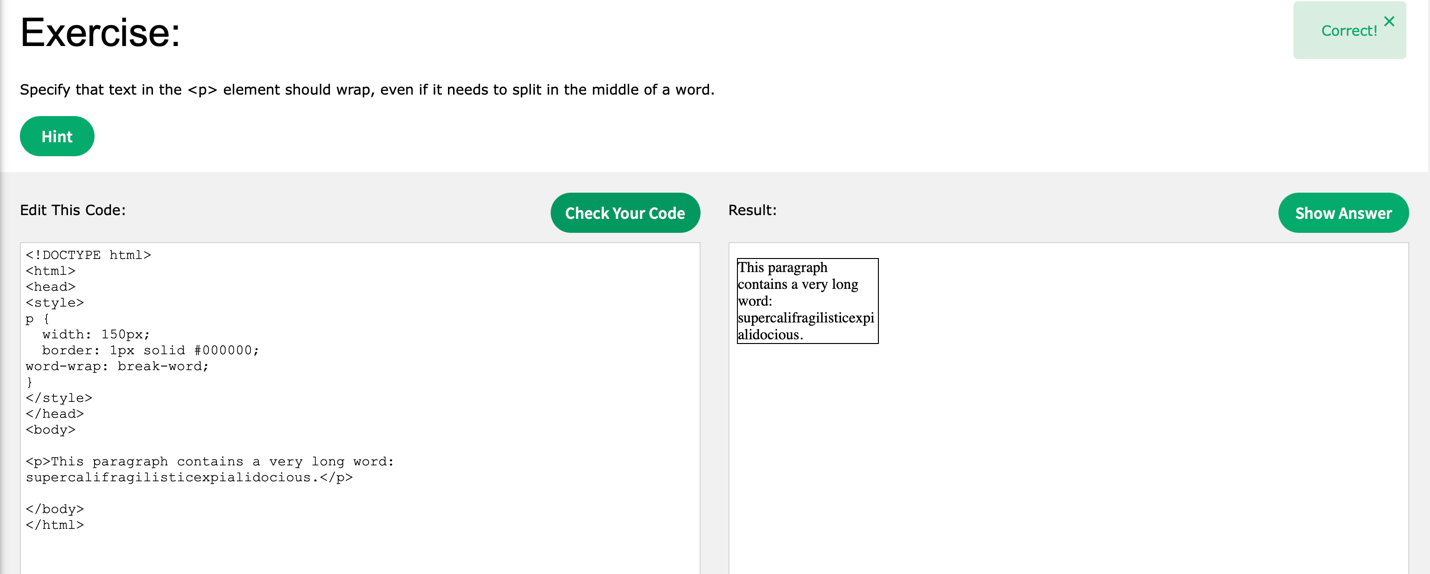 Exercise:
Correct! ×
Specify that text in the <p> element should wrap, even if it needs to split in the middle of a word.
Hint
Edit This Code:
Check Your Code
<!DOCTYPE html>
<html>
<head>
<style>
p {
  width: 150px;
  border: 1px solid #000000;
word-wrap: break-word;
}
</style>
</head>
<body>

<p>This paragraph contains a very long word:
supercalifragilisticexpialidocious.</p>

</body>
</html>
Result:
Show Answer
This paragraph
contains a very long
word:
supercalifragilisticexpi
alidocious.